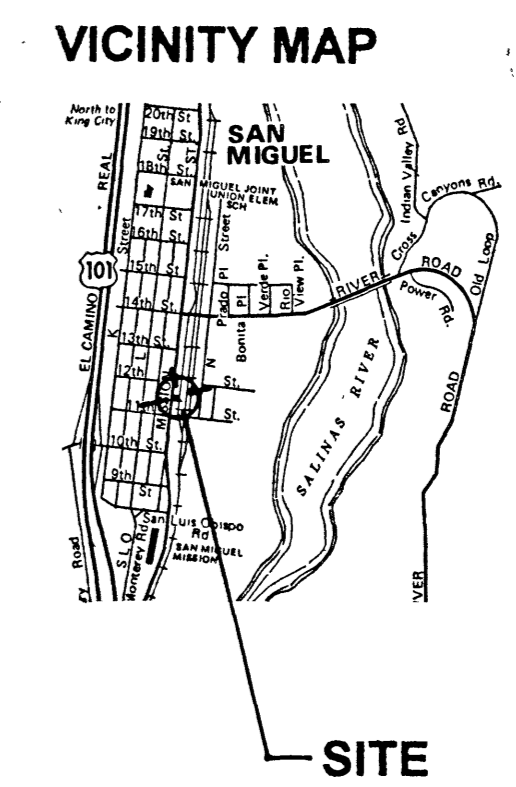 VICINITY MAP
North to
King City
20th St
19th St.
18th St.
SAN
MIGUEL
SAN MIGUEL JOINT
UNION ELEM
SCH
17th St
16th St.
15th St.
14th St.
13th St.
12th St.
11th St.
10th St.
9th St
REAL
EL CAMINO
101
Street
K
L
MISSION
ST
N
Street
Prado Pl
Bonita Pl
Verde Pl.
Rio View Pl.
RIVER ROAD
Cross Canyons Rd.
Indian Valley Rd
Power Rd.
Old Loop
ROAD
SALINAS RIVER
San Luis Obispo
Rd
SAN MIGUEL
MISSION
SLO
Monterey Rd
Road
VER
SITE